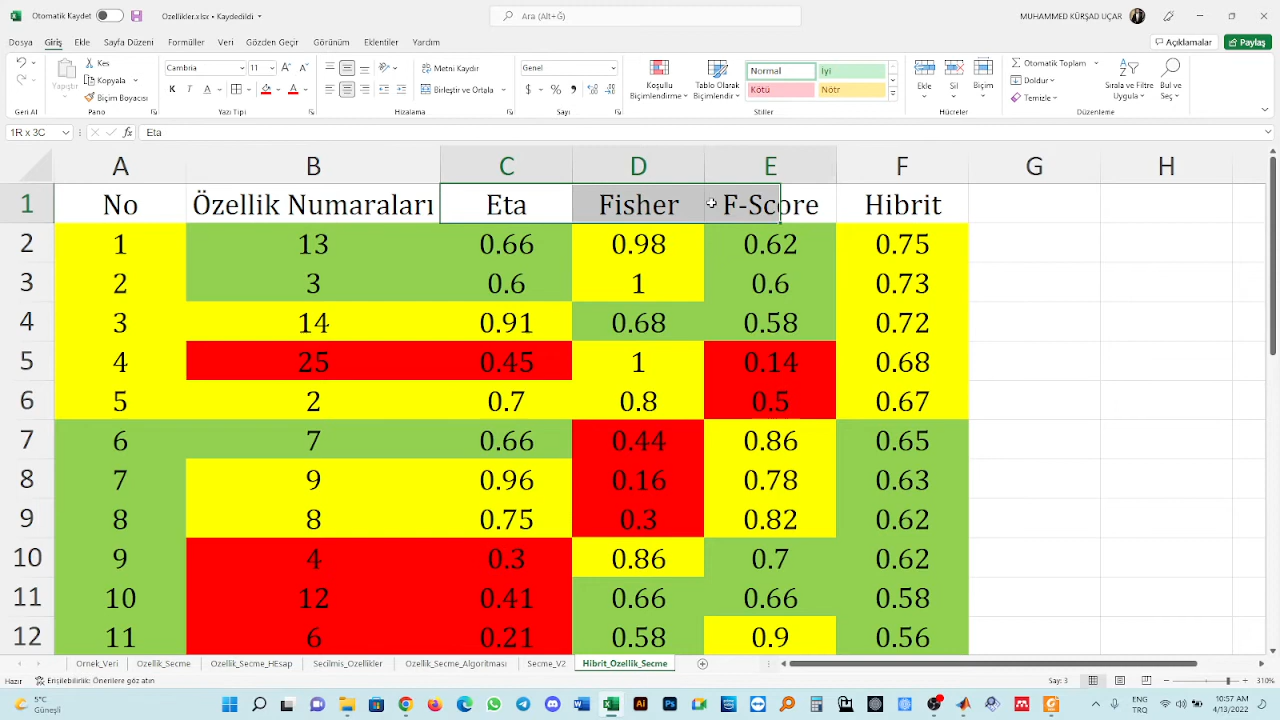 Otomatik Kaydet
Özellikler.xlsx • Kaydedildi
Ara (Alt+Ğ)
MUHAMMED KÜRŞAD UÇAR
Dosya Giriş Ekle Sayfa Düzeni Formüller Veri Gözden Geçir Görünüm Eklentiler Yardım
Açıklamalar Paylaş
Yapıştır
Kes
Kopyala
Biçim Boyacısı
Cambria 11
K T A
Metni Kaydır
Birleştir ve Ortala
Genel
Koşullu Biçimlendirme
Tablo Olarak Biçimlendir
Normal İyi
Kötü Nötr
Ekle Sil Biçim
Otomatik Toplam
Doldur
Temizle
Sırala ve Filtre Uygula
Bul ve Seç
Pano Yazı Tipi Hizalama Sayı Stiller Hücreler Düzenleme
1R x 3C fx Eta
A B C D E F G H
1 No Özellik Numaraları Eta Fisher F-Score Hibrit
2 1 13 0.66 0.98 0.62 0.75
3 2 3 0.6 1 0.6 0.73
4 3 14 0.91 0.68 0.58 0.72
5 4 25 0.45 1 0.14 0.68
6 5 2 0.7 0.8 0.5 0.67
7 6 7 0.66 0.44 0.86 0.65
8 7 9 0.96 0.16 0.78 0.63
9 8 8 0.75 0.3 0.82 0.62
10 9 4 0.3 0.86 0.7 0.62
11 10 12 0.41 0.66 0.66 0.58
12 11 6 0.21 0.58 0.9 0.56
Ornek_Veri Ozellik_Secme Ozellik_Secme_HEsap Secilmis_Ozellikler Ozellik_Secme_Algoritması Secme_V2 Hibrit_Ozellik_Secme
Hazır Erişilebilirlik: Önerilere göz atın Say: 3 310%
5°C
Güneşli
ENG
TRQ
10:57 AM
4/13/2022